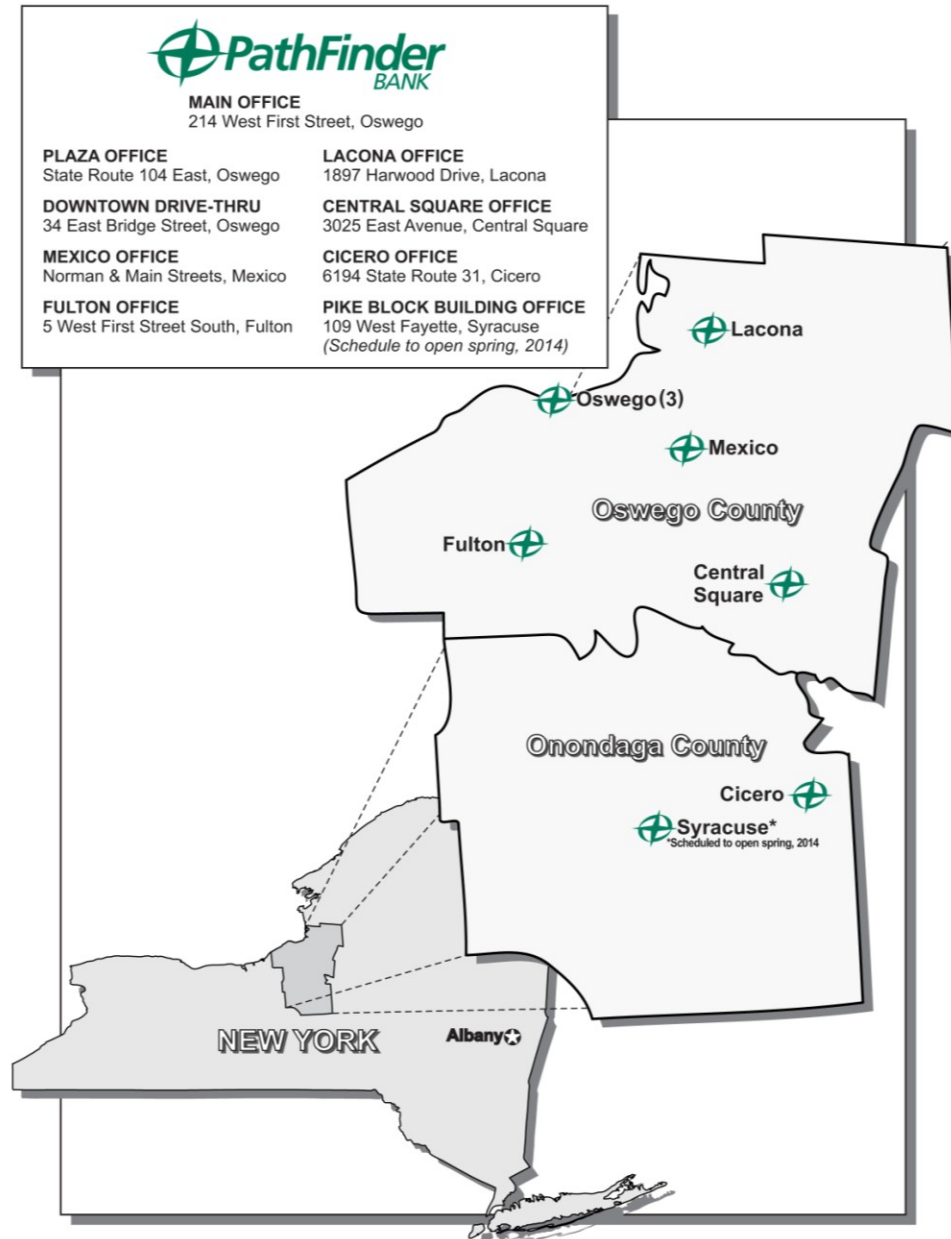 PathFinder
BANK
MAIN OFFICE
214 West First Street, Oswego
PLAZA OFFICE
State Route 104 East, Oswego
DOWNTOWN DRIVE-THRU
34 East Bridge Street, Oswego
MEXICO OFFICE
Norman & Main Streets, Mexico
FULTON OFFICE
5 West First Street South, Fulton
LACONA OFFICE
1897 Harwood Drive, Lacona
CENTRAL SQUARE OFFICE
3025 East Avenue, Central Square
CICERO OFFICE
6194 State Route 31, Cicero
PIKE BLOCK BUILDING OFFICE
109 West Fayette, Syracuse
(Schedule to open spring, 2014)
Lacona
Oswego (3)
Mexico
Oswego County
Fulton
Central
Square
Onondaga County
Cicero
Syracuse*
*Scheduled to open spring, 2014
NEW YORK
Albany